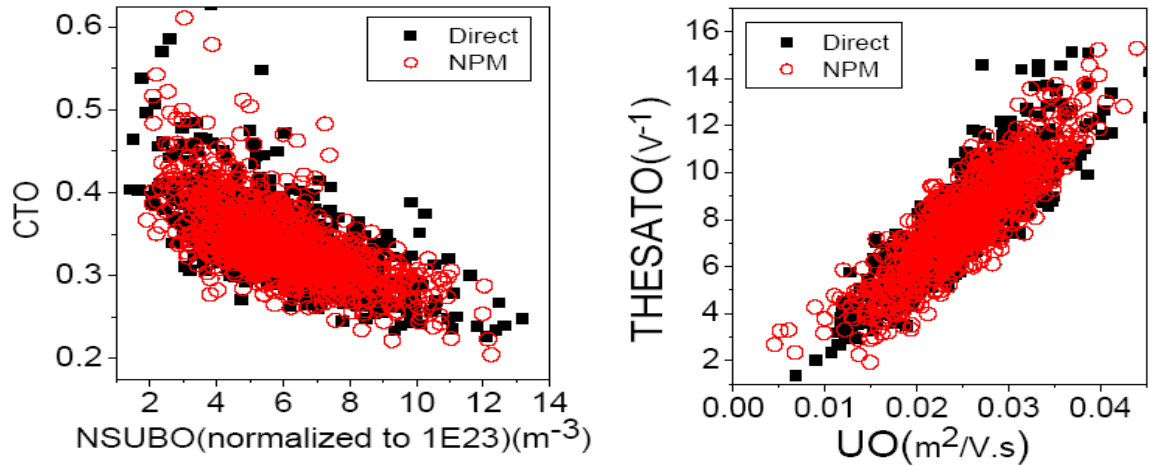 0.6
0.5
0.4
0.3
0.2
CTO
Direct
NPM
2 4 6 8 10 12 14
NSUBO(normalized to 1E23)(m⁻³)
16
14
12
10
8
6
4
2
THESATO(v⁻¹)
Direct
NPM
0.00 0.01 0.02 0.03 0.04
UO(m²/V.s)